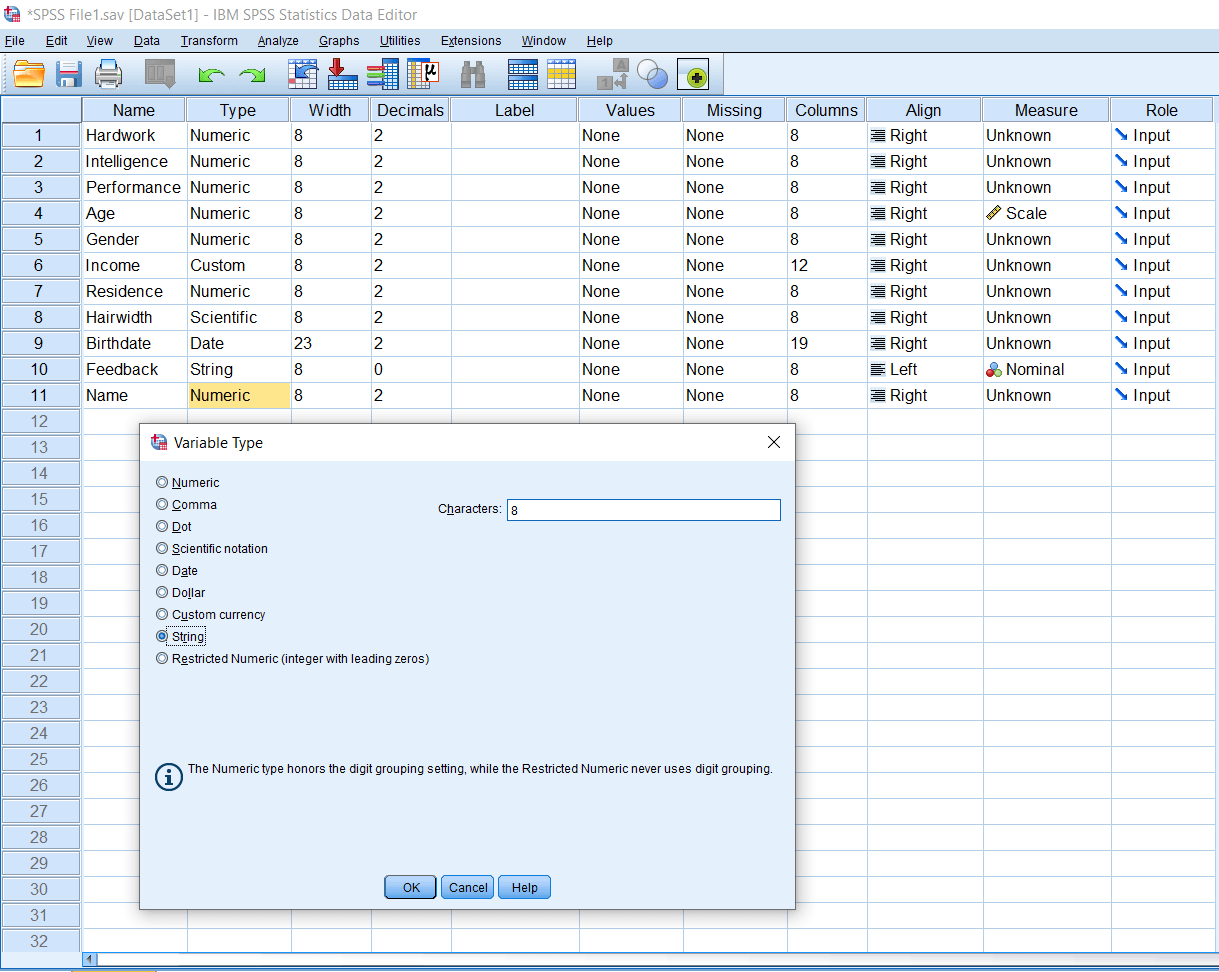 *SPSS File1.sav [DataSet1] - IBM SPSS Statistics Data Editor
File Edit View Data Transform Analyze Graphs Utilities Extensions Window Help
Name Type Width Decimals Label Values Missing Columns Align Measure Role
1 Hardwork Numeric 8 2 None None 8 Right Unknown Input
2 Intelligence Numeric 8 2 None None 8 Right Unknown Input
3 Performance Numeric 8 2 None None 8 Right Unknown Input
4 Age Numeric 8 2 None None 8 Right Scale Input
5 Gender Numeric 8 2 None None 8 Right Unknown Input
6 Income Custom 8 2 None None 12 Right Unknown Input
7 Residence Numeric 8 2 None None 8 Right Unknown Input
8 Hairwidth Scientific 8 2 None None 8 Right Unknown Input
9 Birthdate Date 23 2 None None 19 Right Unknown Input
10 Feedback String 8 0 None None 8 Left Nominal Input
11 Name Numeric 8 2 None None 8 Right Unknown Input
12
13
14
15
16
17
18
19
20
21
22
23
24
25
26
27
28
29
30
31
32
Variable Type
Numeric
Comma
Characters: 8
Dot
Scientific notation
Date
Dollar
Custom currency
String
Restricted Numeric (integer with leading zeros)
The Numeric type honors the digit grouping setting, while the Restricted Numeric never uses digit grouping.
OK Cancel Help